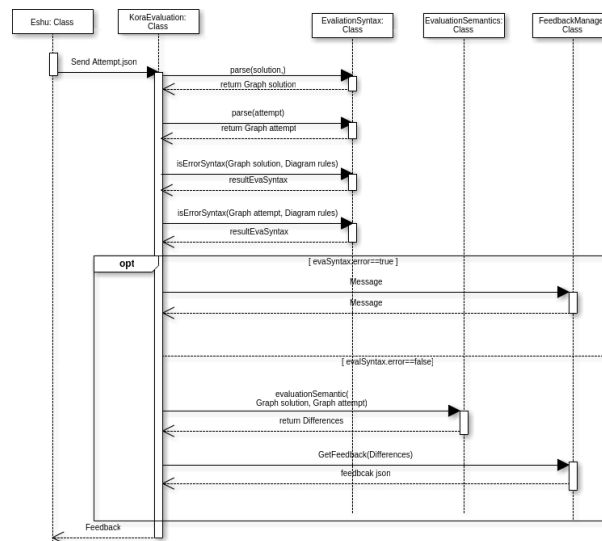 Eshu: Class
KoraEvaluation:
Class
EvaliationSyntax:
Class
EvaluationSemantics:
Class
FeedbackManage
Class
Send Attempt.json
parse(solution,)
return Graph solution
parse(attempt)
return Graph attempt
isErrorSyntax(Graph solution, Diagram rules)
resultEvaSyntax
isErrorSyntax(Graph attempt, Diagram rules)
resultEvaSyntax
opt
[ evaSyntax.error==true ]
Message
Message
[ evalSyntax.error==false]
evaluationSemantic(
Graph solution, Graph attempt)
return Differences
GetFeedback(Differences)
feedbcak json
Feedback